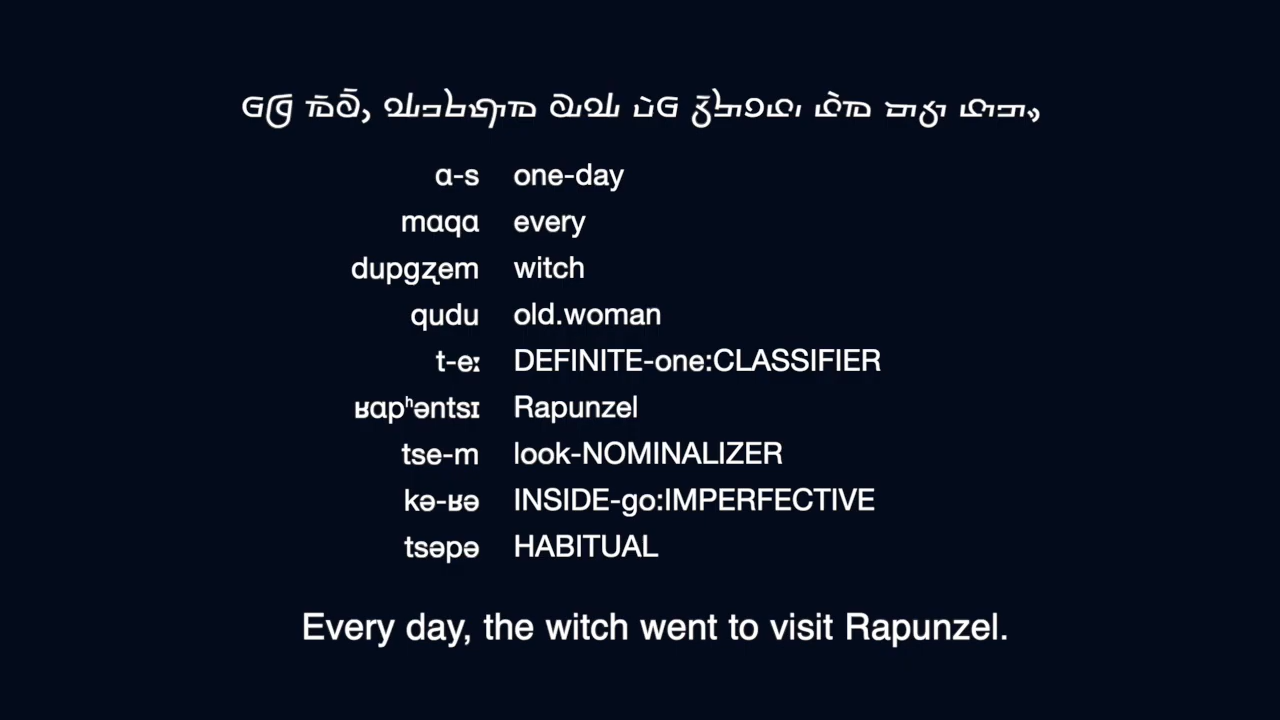 ɑ-s one-day
mɑqɑ every
dupgʐem witch
qudu old.woman
t-eː DEFINITE-one:CLASSIFIER
ʁɑpʰəntsɪ Rapunzel
tse-m look-NOMINALIZER
kə-ʁə INSIDE-go:IMPERFECTIVE
tsəpə HABITUAL
Every day, the witch went to visit Rapunzel.